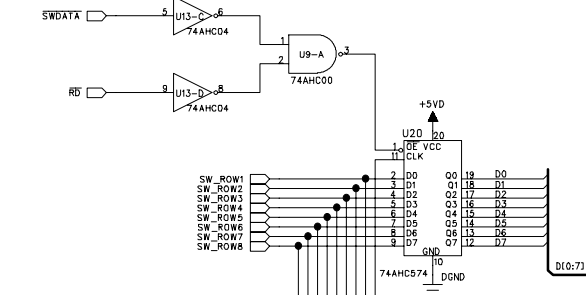 SWDATA 5 U13-C 6
74AHC04
1 U9-A 3
2
74AHC00
RD 9 U13-D 8
74AHC04
+5VD
U20 20
1 OE VCC
11 CLK
SW_ROW1 2 D0 Q0 19 D0
SW_ROW2 3 D1 Q1 18 D1
SW_ROW3 4 D2 Q2 17 D2
SW_ROW4 5 D3 Q3 16 D3
SW_ROW5 6 D4 Q4 15 D4
SW_ROW6 7 D5 Q5 14 D5
SW_ROW7 8 D6 Q6 13 D6
SW_ROW8 9 D7 Q7 12 D7
GND
10
74AHC574 DGND
D[0:7]